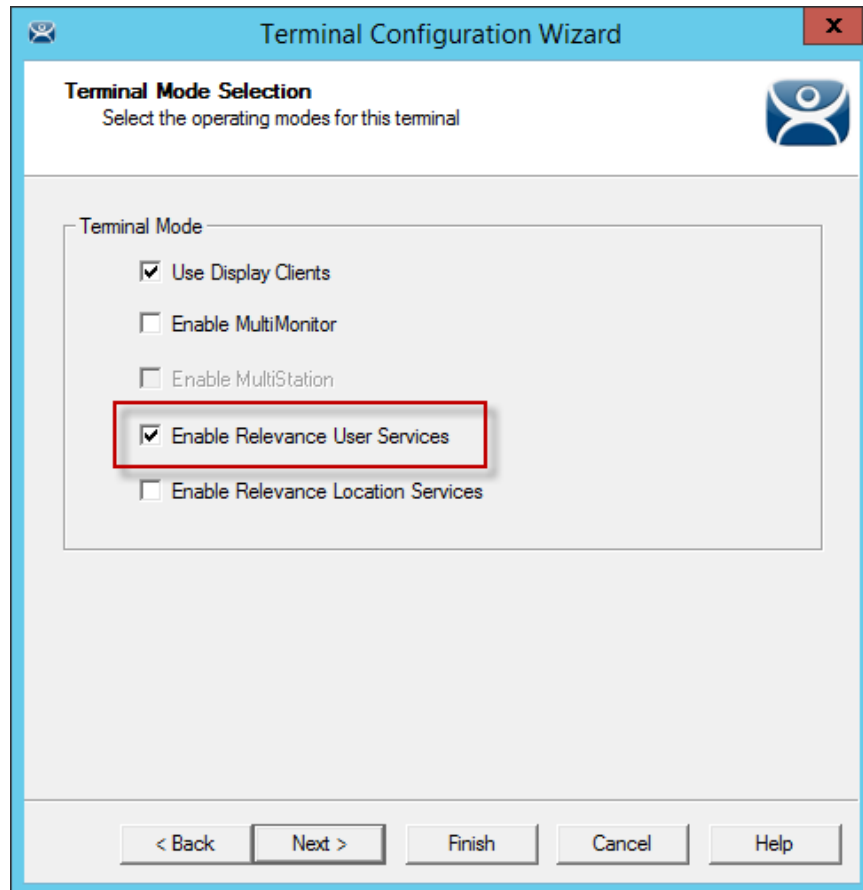 Terminal Configuration Wizard
x
Terminal Mode Selection
Select the operating modes for this terminal
Terminal Mode
Use Display Clients
Enable MultiMonitor
Enable MultiStation
Enable Relevance User Services
Enable Relevance Location Services
< Back Next > Finish Cancel Help